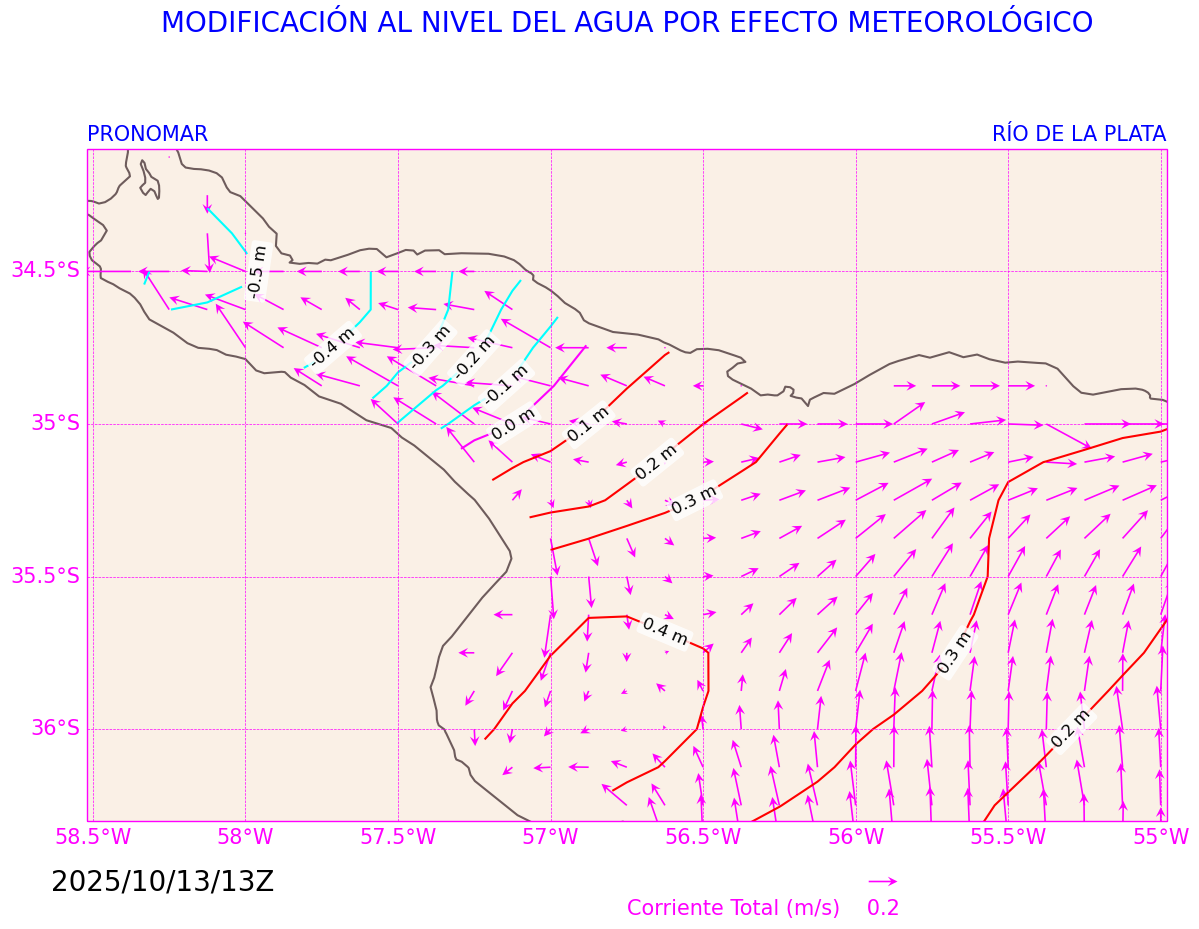 MODIFICACIÓN AL NIVEL DEL AGUA POR EFECTO METEOROLÓGICO
PRONOMAR
RÍO DE LA PLATA
34.5°S
35°S
35.5°S
36°S
-0.5 m
-0.4 m
-0.3 m
-0.2 m
-0.1 m
0.0 m
0.1 m
0.2 m
0.3 m
0.4 m
0.3 m
0.2 m
58.5°W
58°W
57.5°W
57°W
56.5°W
56°W
55.5°W
55°W
2025/10/13/13Z
Corriente Total (m/s) 0.2